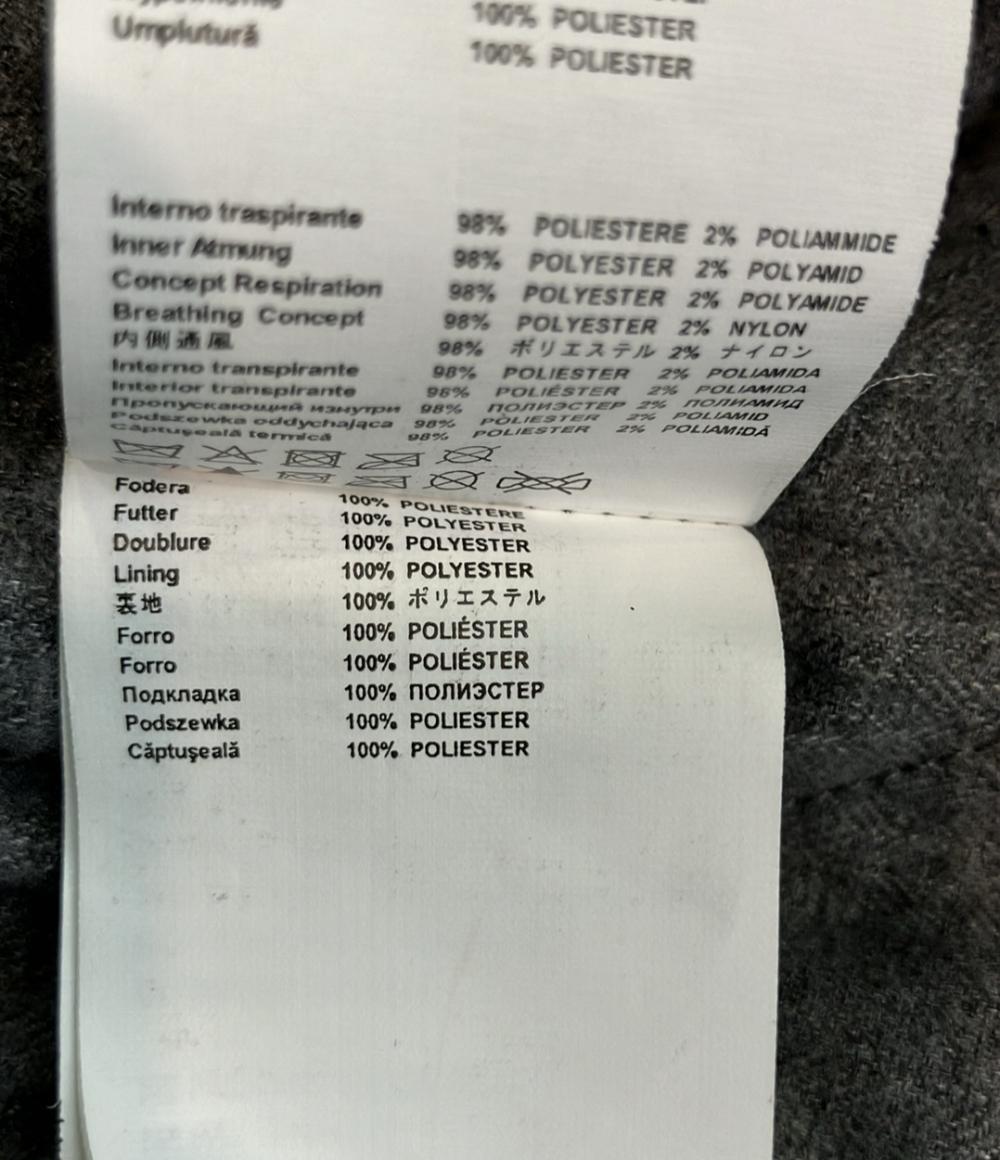 100% POLIESTER
Umplutură 100% POLIESTER
Interno traspirante 98% POLIESTERE 2% POLIAMMIDE
Inner Atmung 98% POLYESTER 2% POLYAMID
Concept Respiration 98% POLYESTER 2% POLYAMIDE
Breathing Concept 98% POLYESTER 2% NYLON
内側通風 98% ポリエステル 2% ナイロン
Interno transpirante 98% POLIESTER 2% POLIAMIDA
Interior transpirante 98% POLIÉSTER 2% POLIAMIDA
Пропускающий изнутри 98% ПОЛИЭСТЕР 2% ПОЛИАМИД
Podszewka oddychająca 98% POLIESTER 2% POLIAMID
Căptuşeală termică 98% POLIESTER 2% POLIAMIDĂ
Fodera 100% POLIESTERE
Futter 100% POLYESTER
Doublure 100% POLYESTER
Lining 100% POLYESTER
裏地 100% ポリエステル
Forro 100% POLIÉSTER
Forro 100% POLIÉSTER
Подкладка 100% ПОЛИЭСТЕР
Podszewka 100% POLIESTER
Căptuşeală 100% POLIESTER